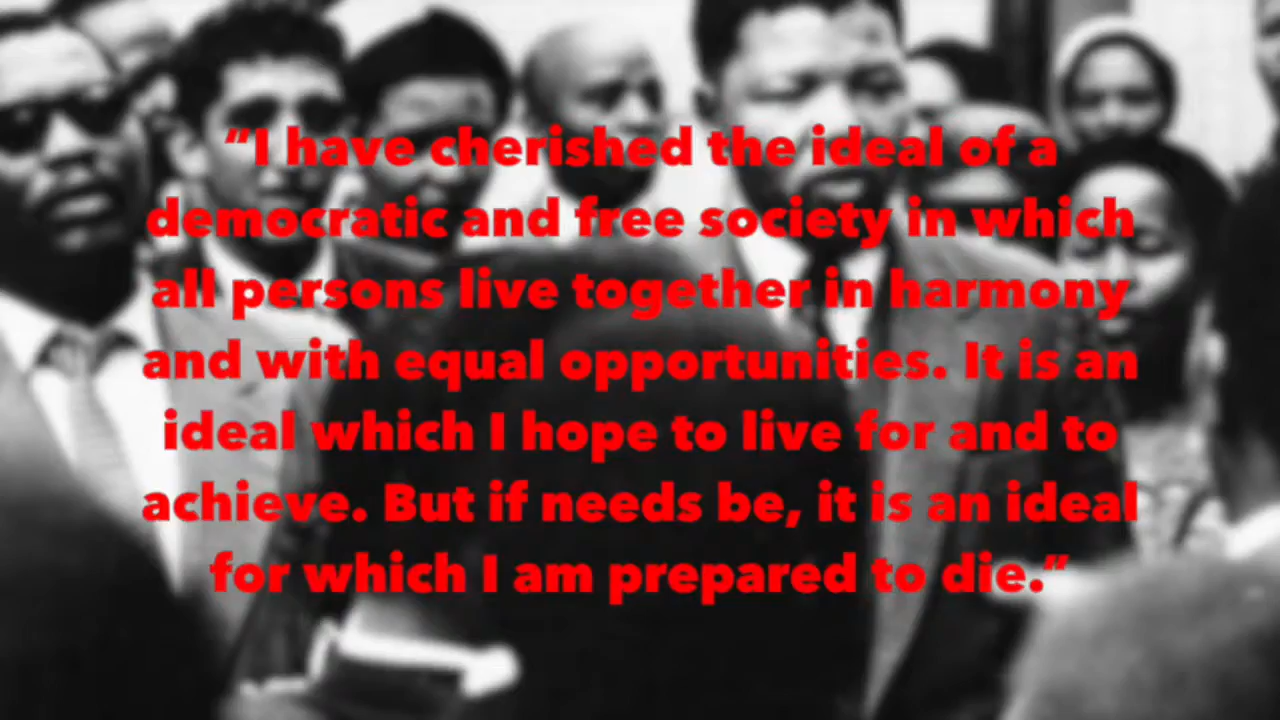 “I have cherished the ideal of a
democratic and free society in which
all persons live together in harmony
and with equal opportunities. It is an
ideal which I hope to live for and to
achieve. But if needs be, it is an ideal
for which I am prepared to die.”